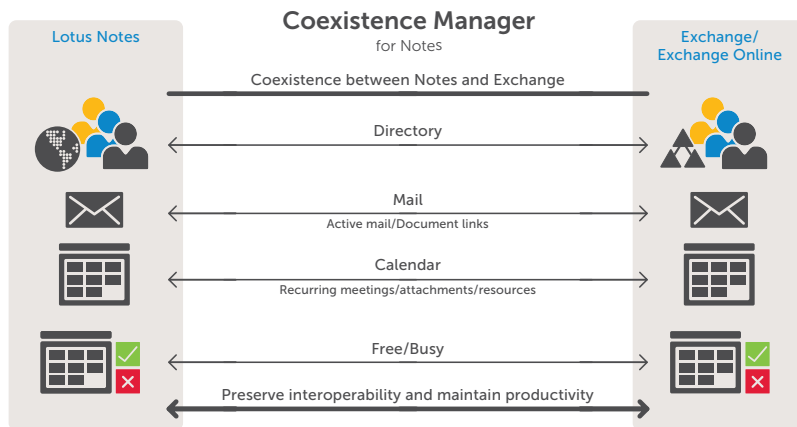 Coexistence Manager
for Notes
Lotus Notes
Exchange/
Exchange Online
Coexistence between Notes and Exchange
Directory
Mail
Active mail/Document links
Calendar
Recurring meetings/attachments/resources
Free/Busy
Preserve interoperability and maintain productivity